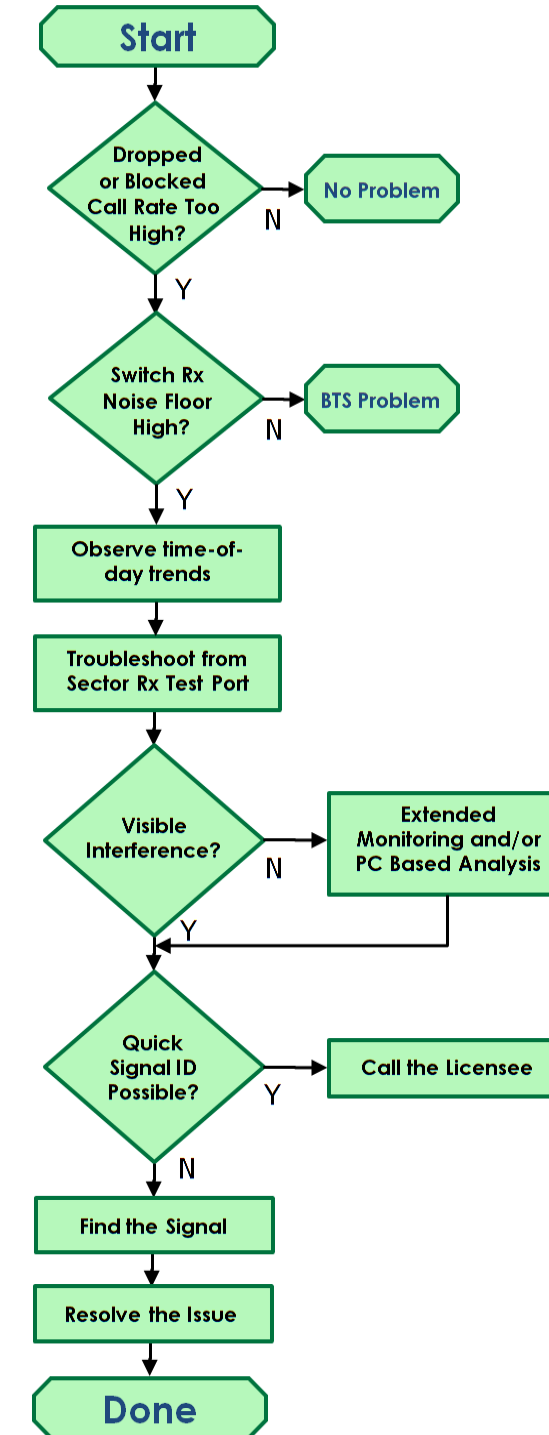 Start
Dropped
or Blocked
Call Rate Too
High?
N
No Problem
Y
Switch Rx
Noise Floor
High?
N
BTS Problem
Y
Observe time-of-
day trends
Troubleshoot from
Sector Rx Test Port
Visible
Interference?
N
Extended
Monitoring and/or
PC Based Analysis
Y
Quick
Signal ID
Possible?
Y
Call the Licensee
N
Find the Signal
Resolve the Issue
Done